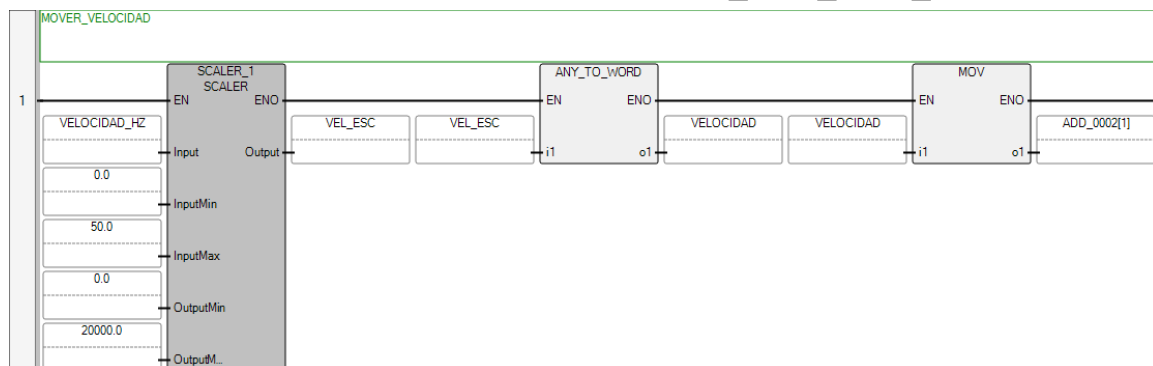 MOVER_VELOCIDAD
1
SCALER_1
SCALER
EN ENO
VELOCIDAD_HZ
Input Output
VEL_ESC
0.0
InputMin
50.0
InputMax
0.0
OutputMin
20000.0
OutputM...
VEL_ESC
ANY_TO_WORD
EN ENO
i1 o1
VELOCIDAD
VELOCIDAD
MOV
EN ENO
i1 o1
ADD_0002[1]